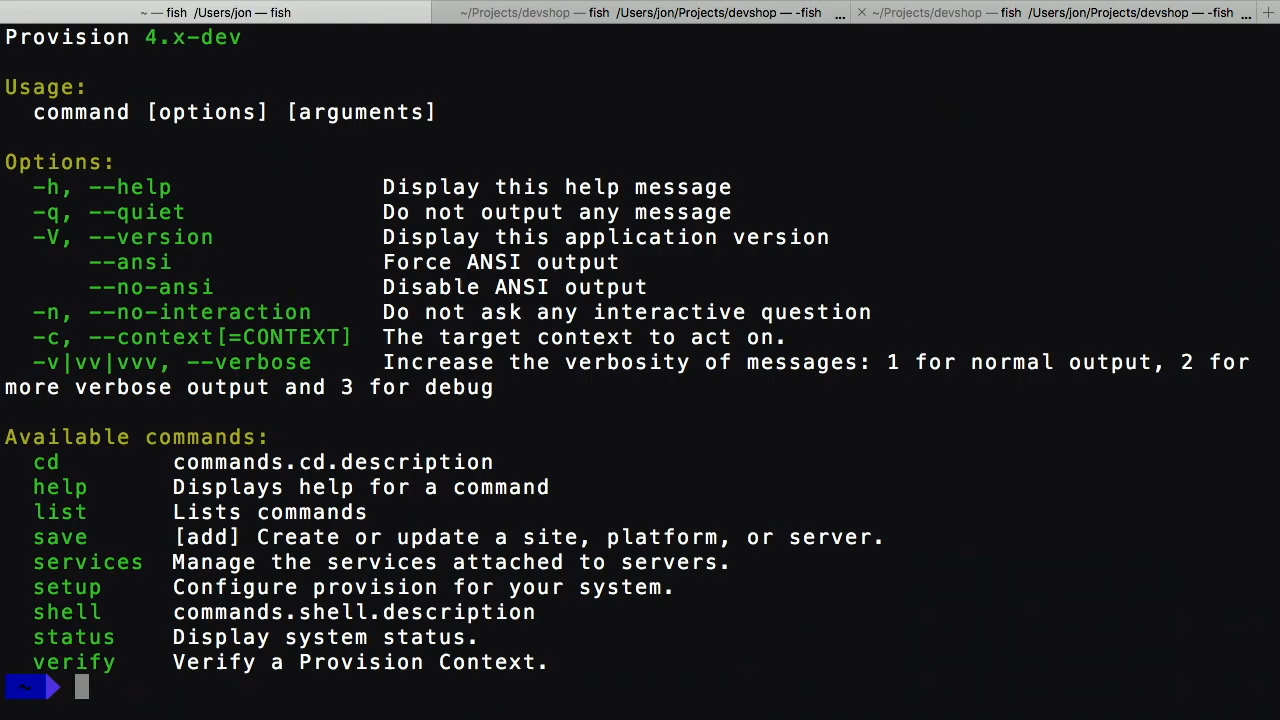 ~ — fish  /Users/jon — fish
~/Projects/devshop — fish  /Users/jon/Projects/devshop — -fish ...
× ~/Projects/devshop — fish  /Users/jon/Projects/devshop — -fish ... +
Provision 4.x-dev
Usage:
command [options] [arguments]
Options:
-h, --help Display this help message
-q, --quiet Do not output any message
-V, --version Display this application version
--ansi Force ANSI output
--no-ansi Disable ANSI output
-n, --no-interaction Do not ask any interactive question
-c, --context[=CONTEXT] The target context to act on.
-v|vv|vvv, --verbose Increase the verbosity of messages: 1 for normal output, 2 for
more verbose output and 3 for debug
Available commands:
cd commands.cd.description
help Displays help for a command
list Lists commands
save [add] Create or update a site, platform, or server.
services Manage the services attached to servers.
setup Configure provision for your system.
shell commands.shell.description
status Display system status.
verify Verify a Provision Context.
~